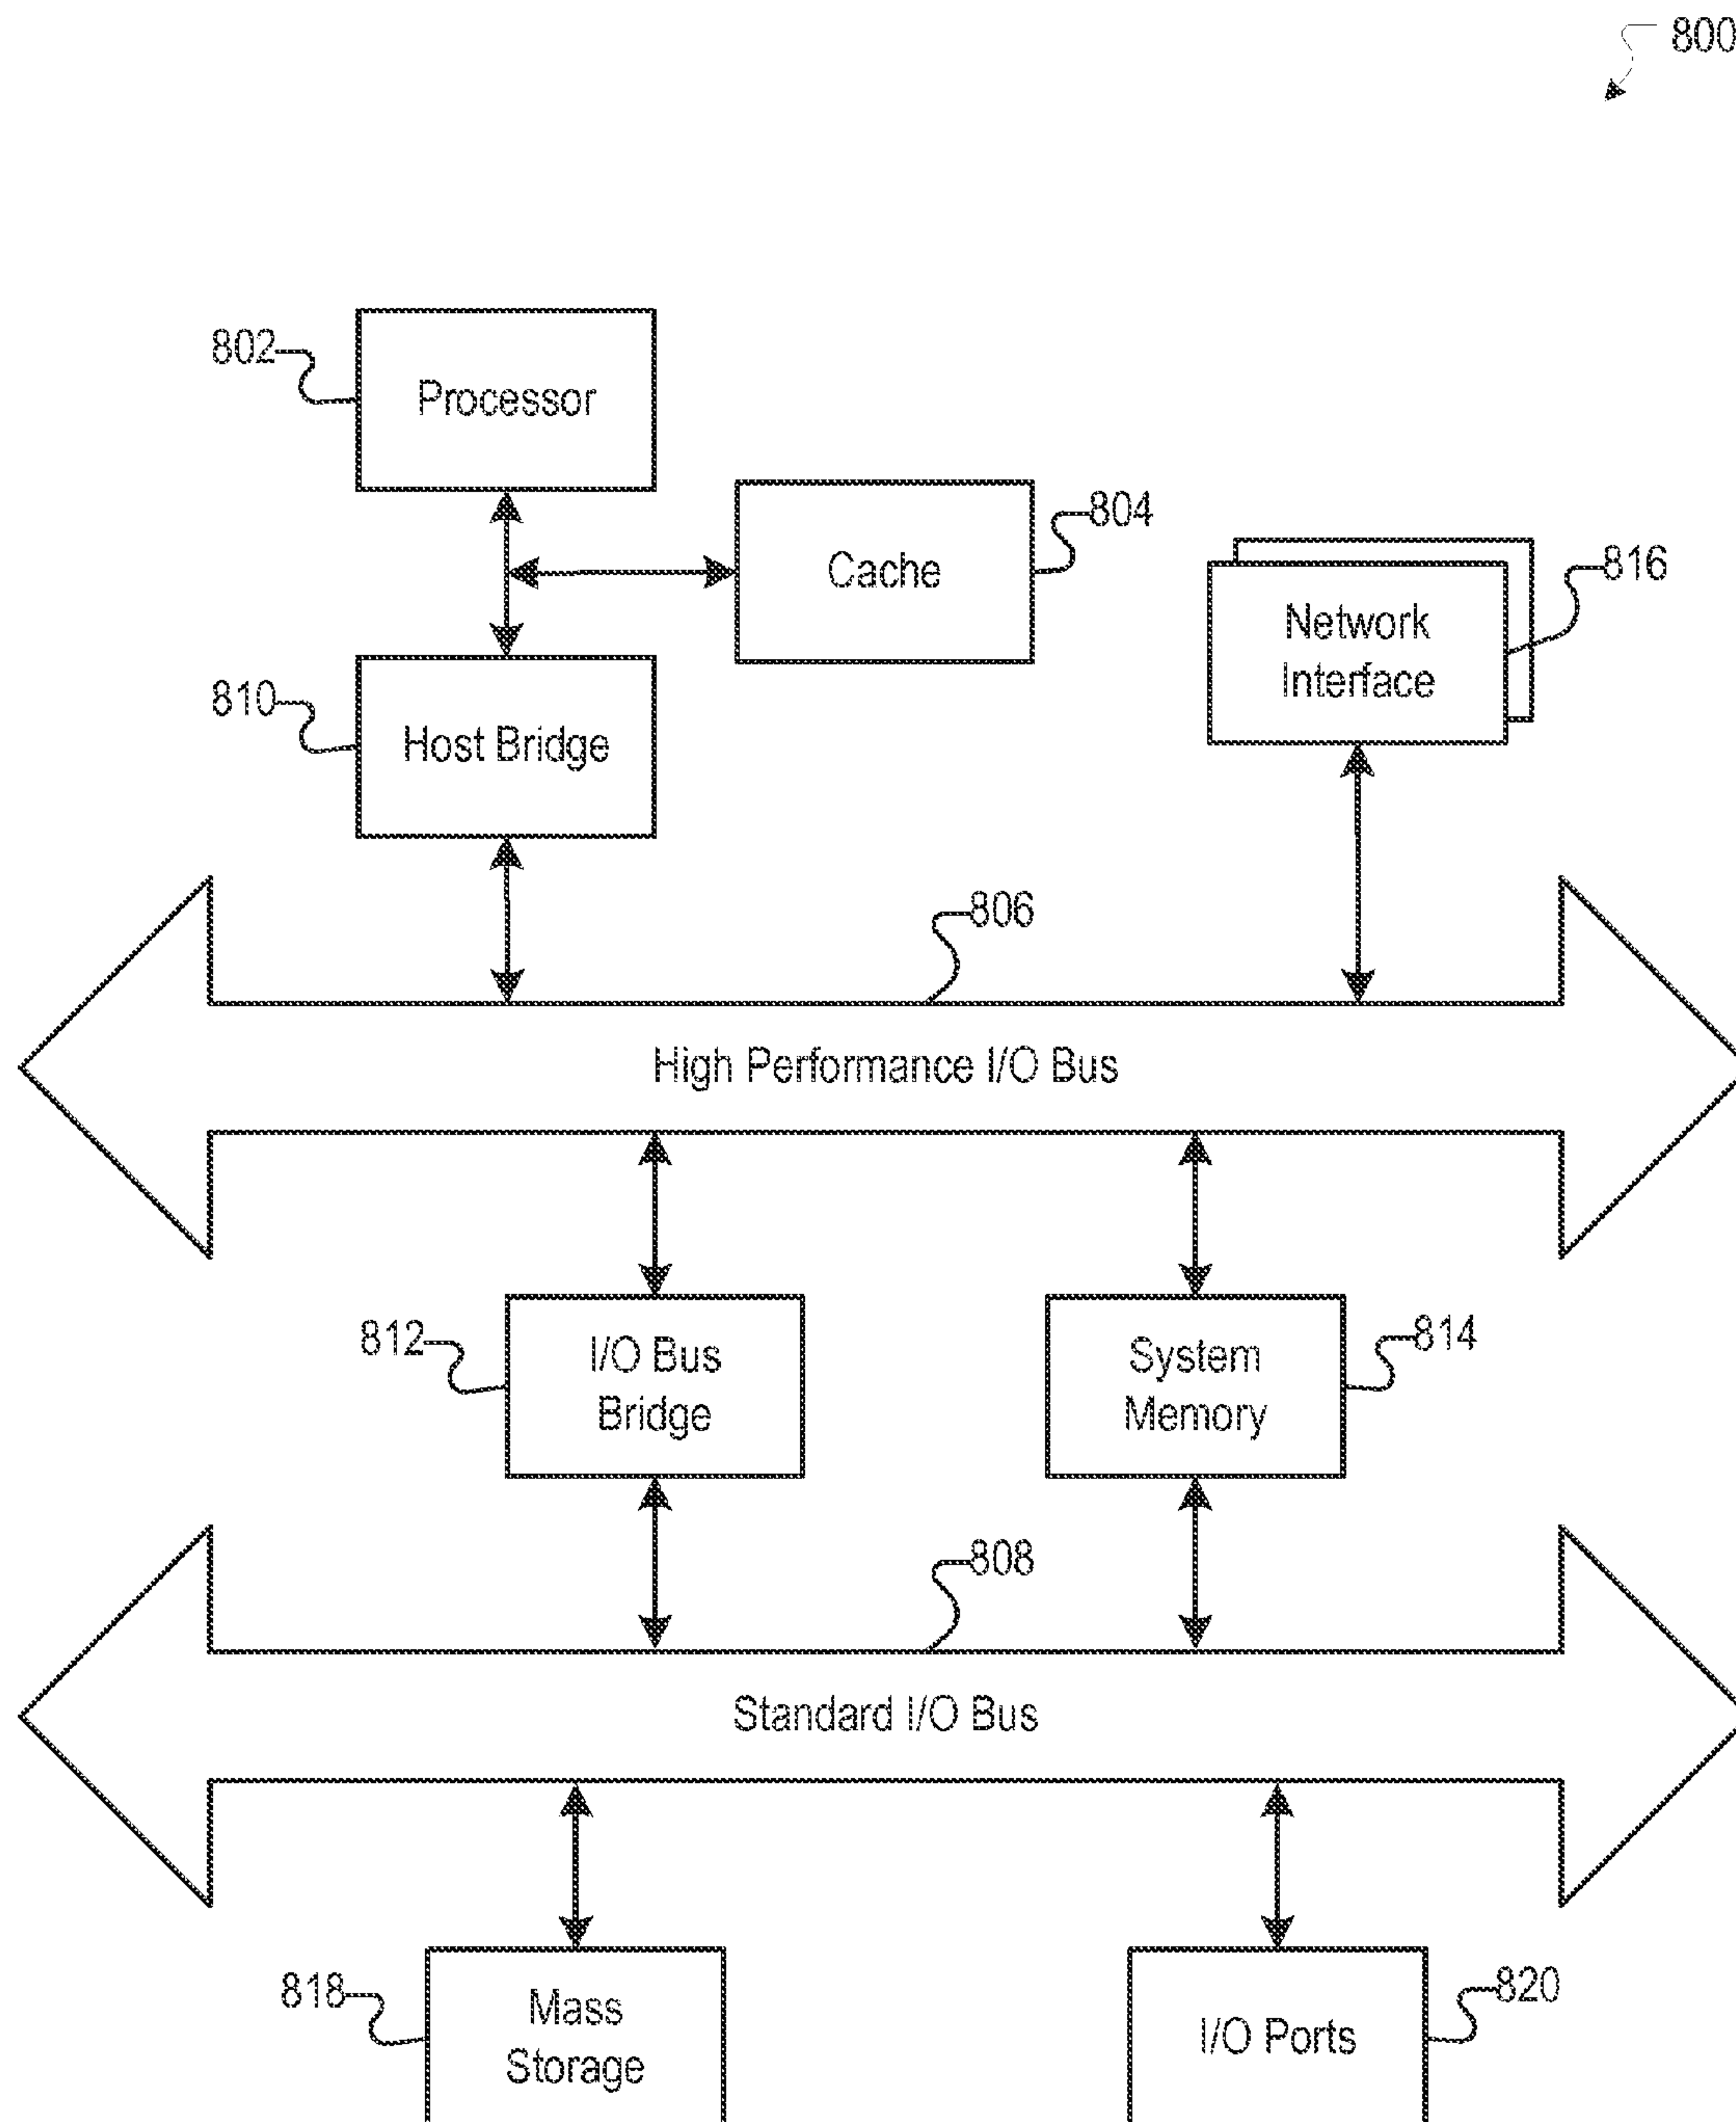 800
802
Processor
804
Cache
816
Network
Interface
810
Host Bridge
806
High Performance I/O Bus
812
I/O Bus
Bridge
814
System
Memory
808
Standard I/O Bus
818
Mass
Storage
820
I/O Ports